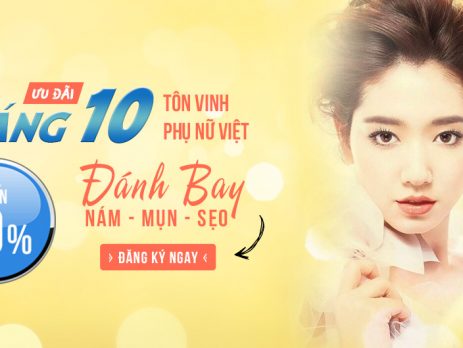 ƯU ĐÃI
ÁNG 10
TÔN VINH
PHỤ NỮ VIỆT
Đánh Bay
NÁM - MỤN - SẸO
%
› ĐĂNG KÝ NGAY ‹